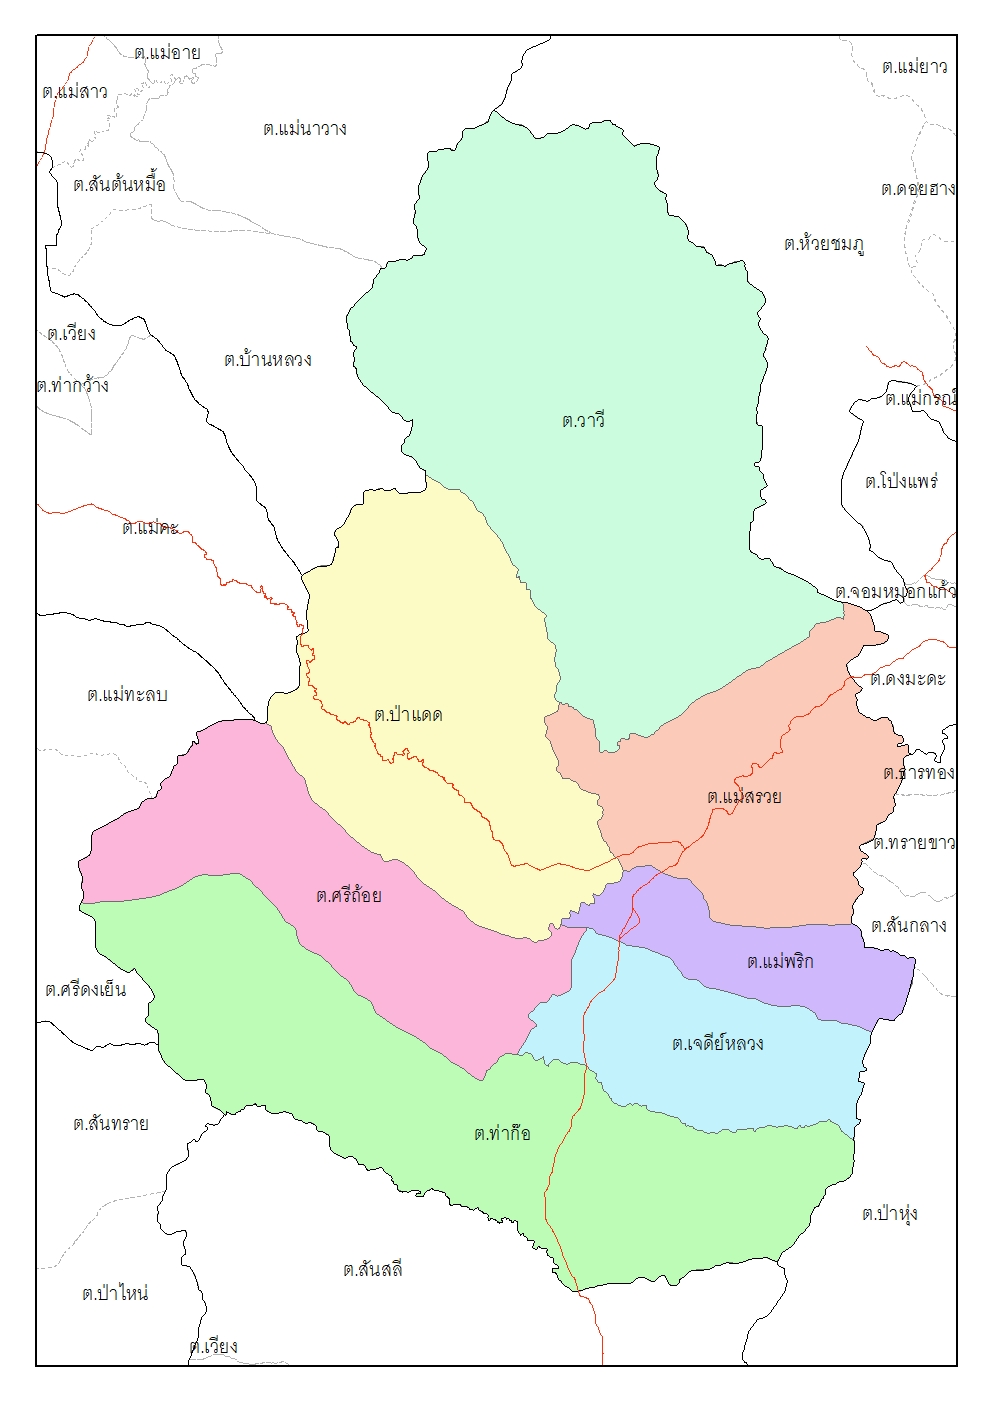 ต.แม่อาย
ต.แม่ยาว
ต.แม่สาว
ต.แม่นาวาง
ต.สันต้นหมื้อ
ต.ดอยฮาง
ต.ห้วยชมภู
ต.เวียง
ต.บ้านหลวง
ต.ท่ากว้าง
ต.แม่กรณ์
ต.วาวี
ต.โป่งแพร่
ต.แม่คะ
ต.จอมหมอกแก้ว
ต.ดงมะดะ
ต.แม่ทะลบ
ต.ป่าแดด
ต.ธารทอง
ต.แม่สรวย
ต.ทรายขาว
ต.ศรีถ้อย
ต.สันกลาง
ต.แม่พริก
ต.ศรีดงเย็น
ต.เจดีย์หลวง
ต.สันทราย
ต.ท่าก๊อ
ต.ป่าหุ่ง
ต.สันสลี
ต.ป่าไหน่
ต.เวียง